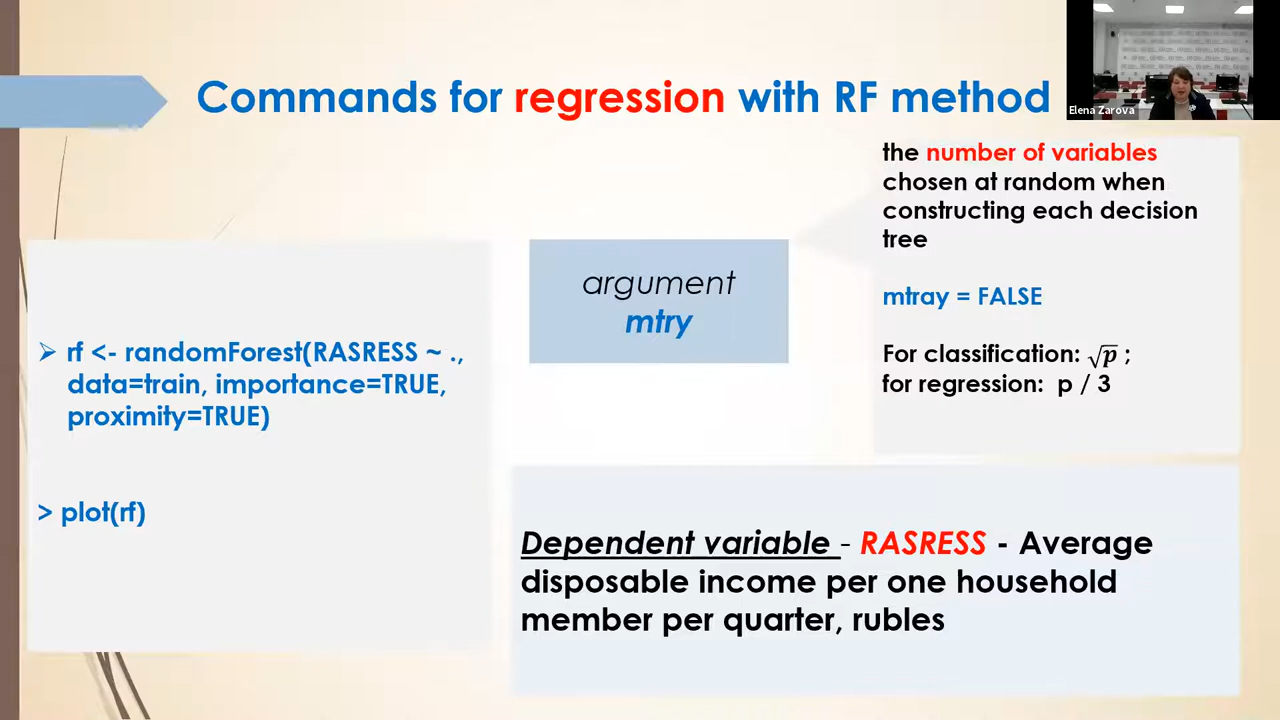 Commands for regression with RF method
Elena Zarova
the number of variables
chosen at random when
constructing each decision
tree
mtray = FALSE
For classification: √p ;
for regression: p / 3
argument
mtry
➢ rf <- randomForest(RASRESS ~ .,
data=train, importance=TRUE,
proximity=TRUE)
> plot(rf)
Dependent variable - RASRESS - Average
disposable income per one household
member per quarter, rubles